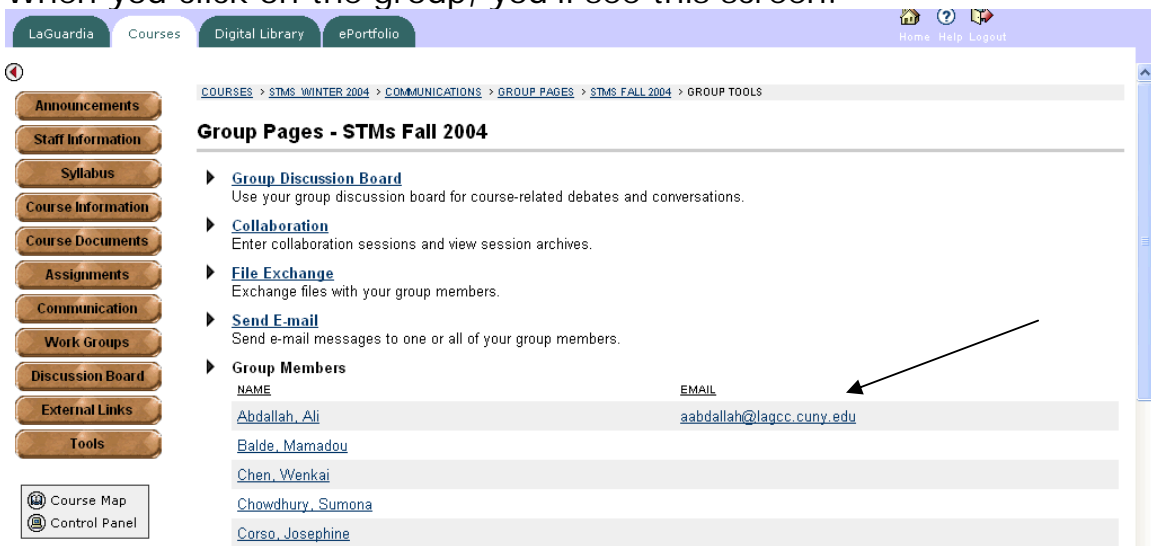 When you click on the group, you'll see this screen.
LaGuardia Courses Digital Library ePortfolio
Home Help Logout
COURSES > STMS WINTER 2004 > COMMUNICATIONS > GROUP PAGES > STMS FALL 2004 > GROUP TOOLS
Group Pages - STMs Fall 2004
Announcements
Staff Information
Syllabus
Course Information
Course Documents
Assignments
Communication
Work Groups
Discussion Board
External Links
Tools
Course Map
Control Panel
Group Discussion Board
Use your group discussion board for course-related debates and conversations.
Collaboration
Enter collaboration sessions and view session archives.
File Exchange
Exchange files with your group members.
Send E-mail
Send e-mail messages to one or all of your group members.
Group Members
NAME EMAIL
Abdallah, Ali aabdallah@lagcc.cuny.edu
Balde, Mamadou
Chen, Wenkai
Chowdhury, Sumona
Corso, Josephine